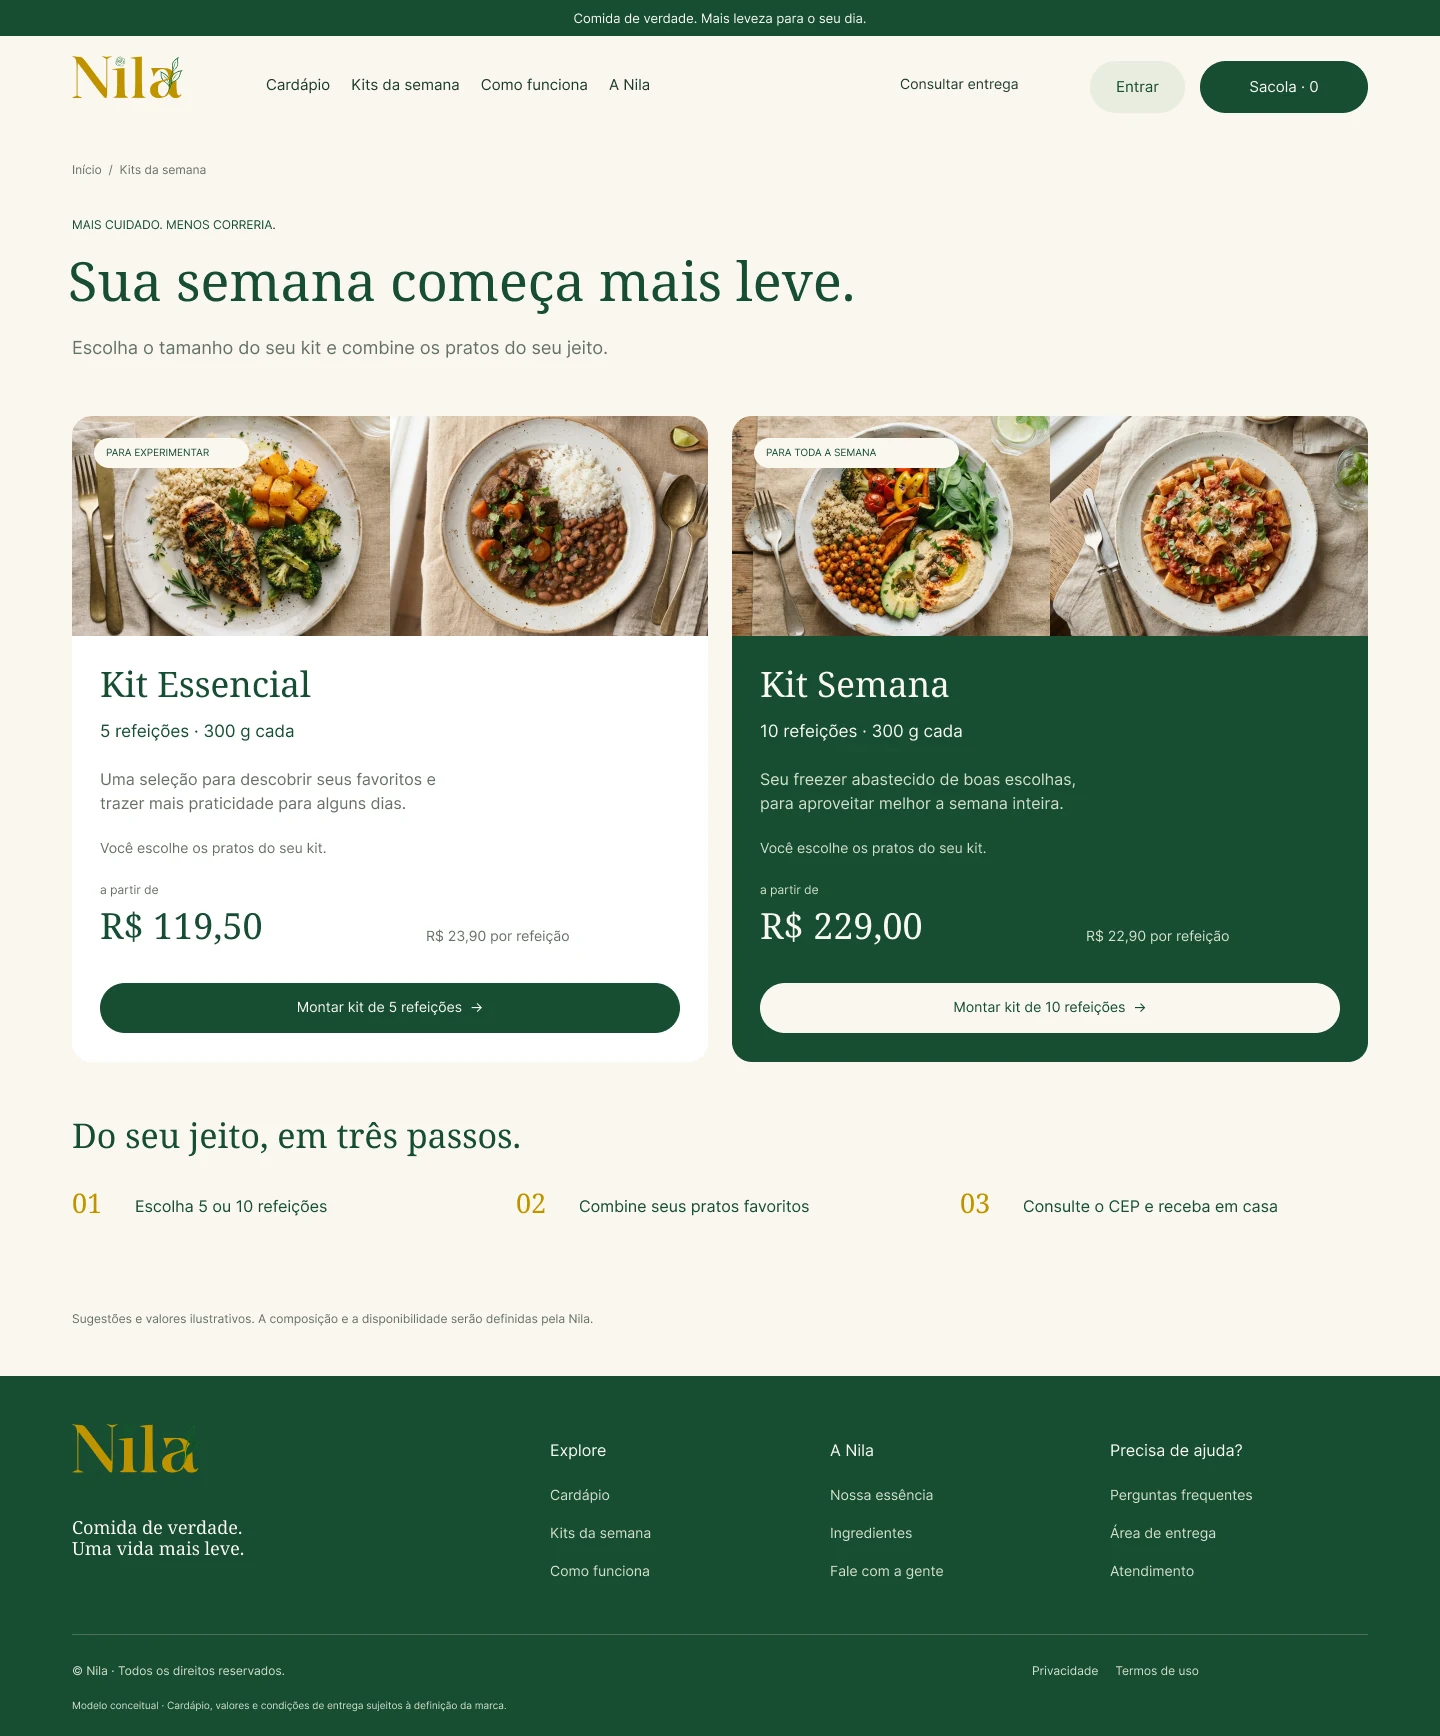 Comida de verdade. Mais leveza para o seu dia.
Nila
Cardápio
Kits da semana
Como funciona
A Nila
Consultar entrega
Entrar
Sacola · 0
Início / Kits da semana
MAIS CUIDADO. MENOS CORRERIA.
Sua semana começa mais leve.
Escolha o tamanho do seu kit e combine os pratos do seu jeito.
PARA EXPERIMENTAR
Kit Essencial
5 refeições · 300 g cada
Uma seleção para descobrir seus favoritos e
trazer mais praticidade para alguns dias.
Você escolhe os pratos do seu kit.
a partir de
R$ 119,50
R$ 23,90 por refeição
Montar kit de 5 refeições →
PARA TODA A SEMANA
Kit Semana
10 refeições · 300 g cada
Seu freezer abastecido de boas escolhas,
para aproveitar melhor a semana inteira.
Você escolhe os pratos do seu kit.
a partir de
R$ 229,00
R$ 22,90 por refeição
Montar kit de 10 refeições →
Do seu jeito, em três passos.
01 Escolha 5 ou 10 refeições
02 Combine seus pratos favoritos
03 Consulte o CEP e receba em casa
Sugestões e valores ilustrativos. A composição e a disponibilidade serão definidas pela Nila.
Nila
Comida de verdade.
Uma vida mais leve.
Explore
Cardápio
Kits da semana
Como funciona
A Nila
Nossa essência
Ingredientes
Fale com a gente
Precisa de ajuda?
Perguntas frequentes
Área de entrega
Atendimento
© Nila · Todos os direitos reservados.
Privacidade
Termos de uso
Modelo conceitual · Cardápio, valores e condições de entrega sujeitos à definição da marca.